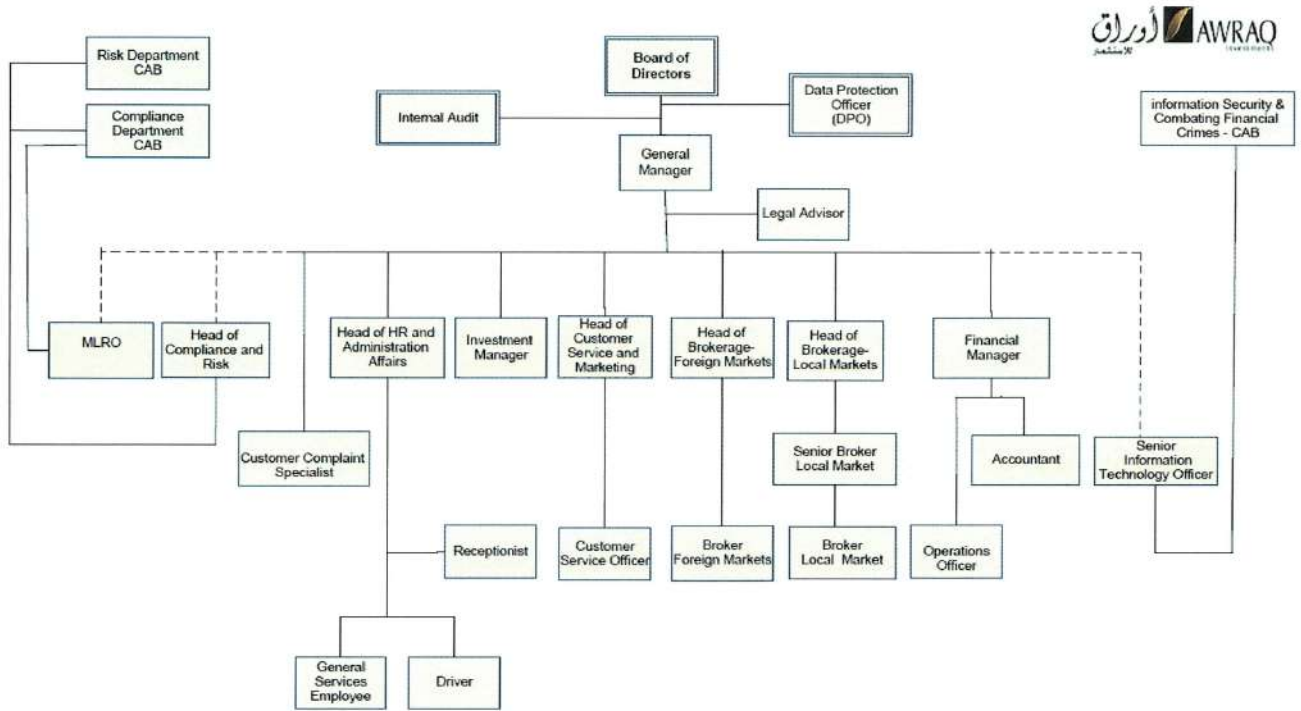 أوراق
للاستثمار
AWRAQ
Investments
Risk Department
CAB
Compliance
Department
CAB
Board of
Directors
Internal Audit
Data Protection
Officer
(DPO)
information Security &
Combating Financial
Crimes - CAB
General
Manager
Legal Advisor
MLRO
Head of
Compliance and
Risk
Head of HR and
Administration
Affairs
Investment
Manager
Head of
Customer
Service and
Marketing
Head of
Brokerage-
Foreign Markets
Head of
Brokerage-
Local Markets
Financial
Manager
Customer Complaint
Specialist
Senior Broker
Local Market
Accountant
Senior
Information
Technology Officer
Receptionist
Customer
Service Officer
Broker
Foreign Markets
Broker
Local Market
Operations
Officer
General
Services
Employee
Driver